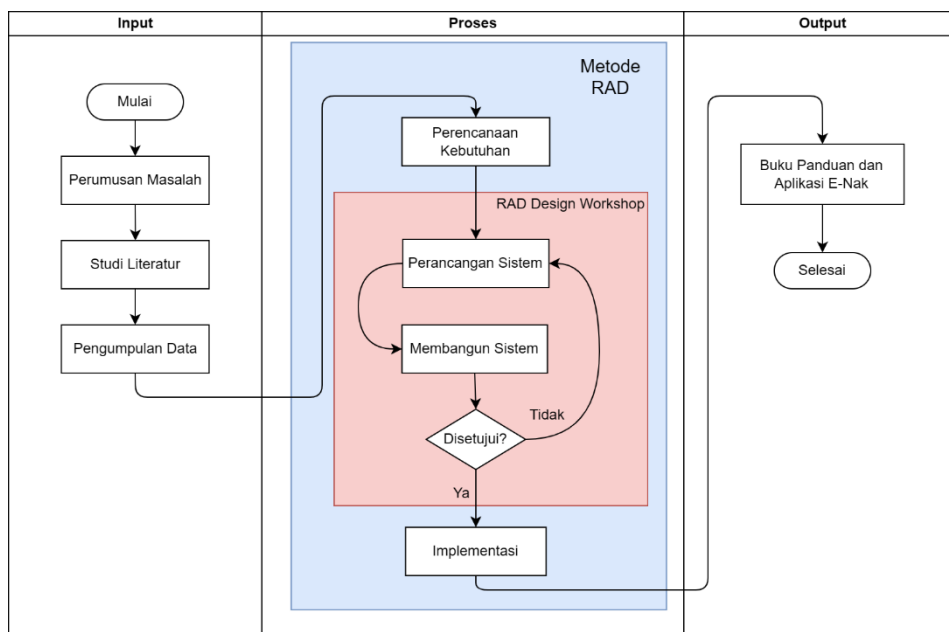 Input
Proses
Output
Mulai
Perumusan Masalah
Studi Literatur
Pengumpulan Data
Metode
RAD
Perencanaan
Kebutuhan
RAD Design Workshop
Perancangan Sistem
Membangun Sistem
Disetujui?
Tidak
Ya
Implementasi
Buku Panduan dan
Aplikasi E-Nak
Selesai